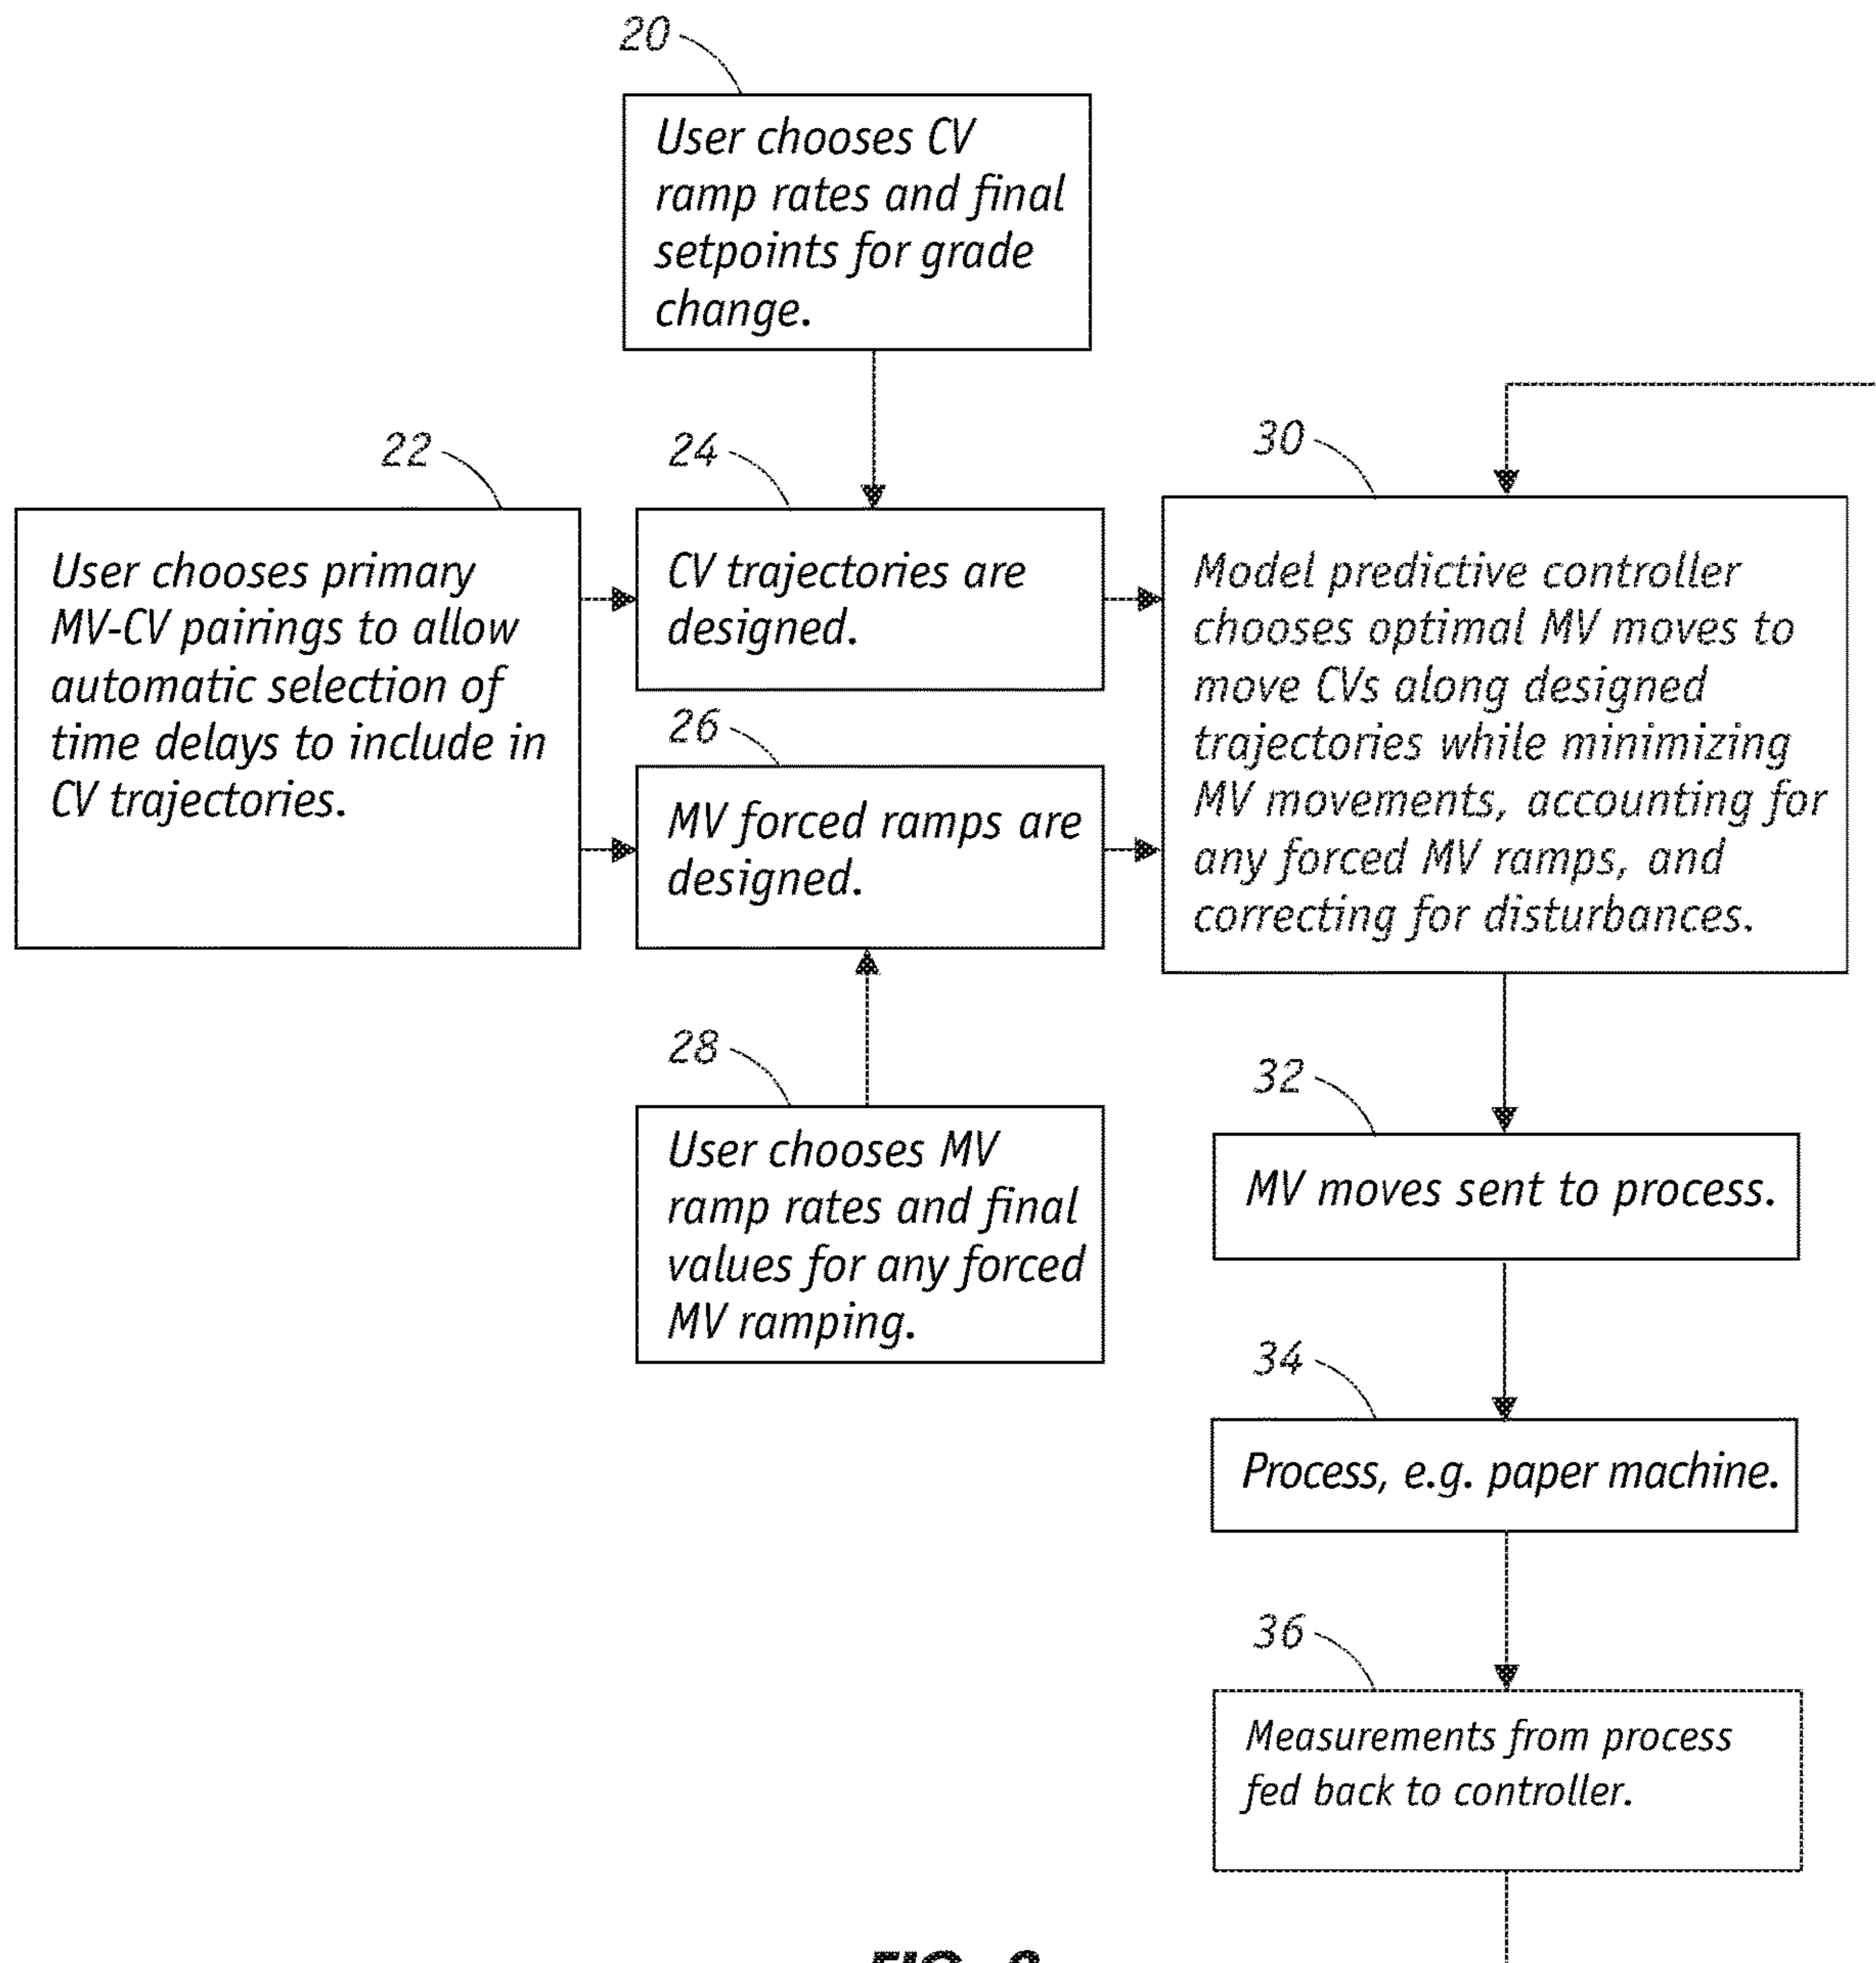 20
User chooses CV
ramp rates and final
setpoints for grade
change.
22
User chooses primary
MV-CV pairings to allow
automatic selection of
time delays to include in
CV trajectories.
24
CV trajectories are
designed.
26
MV forced ramps are
designed.
28
User chooses MV
ramp rates and final
values for any forced
MV ramping.
30
Model predictive controller
chooses optimal MV moves to
move CVs along designed
trajectories while minimizing
MV movements, accounting for
any forced MV ramps, and
correcting for disturbances.
32
MV moves sent to process.
34
Process, e.g. paper machine.
36
Measurements from process
fed back to controller.
FIG.